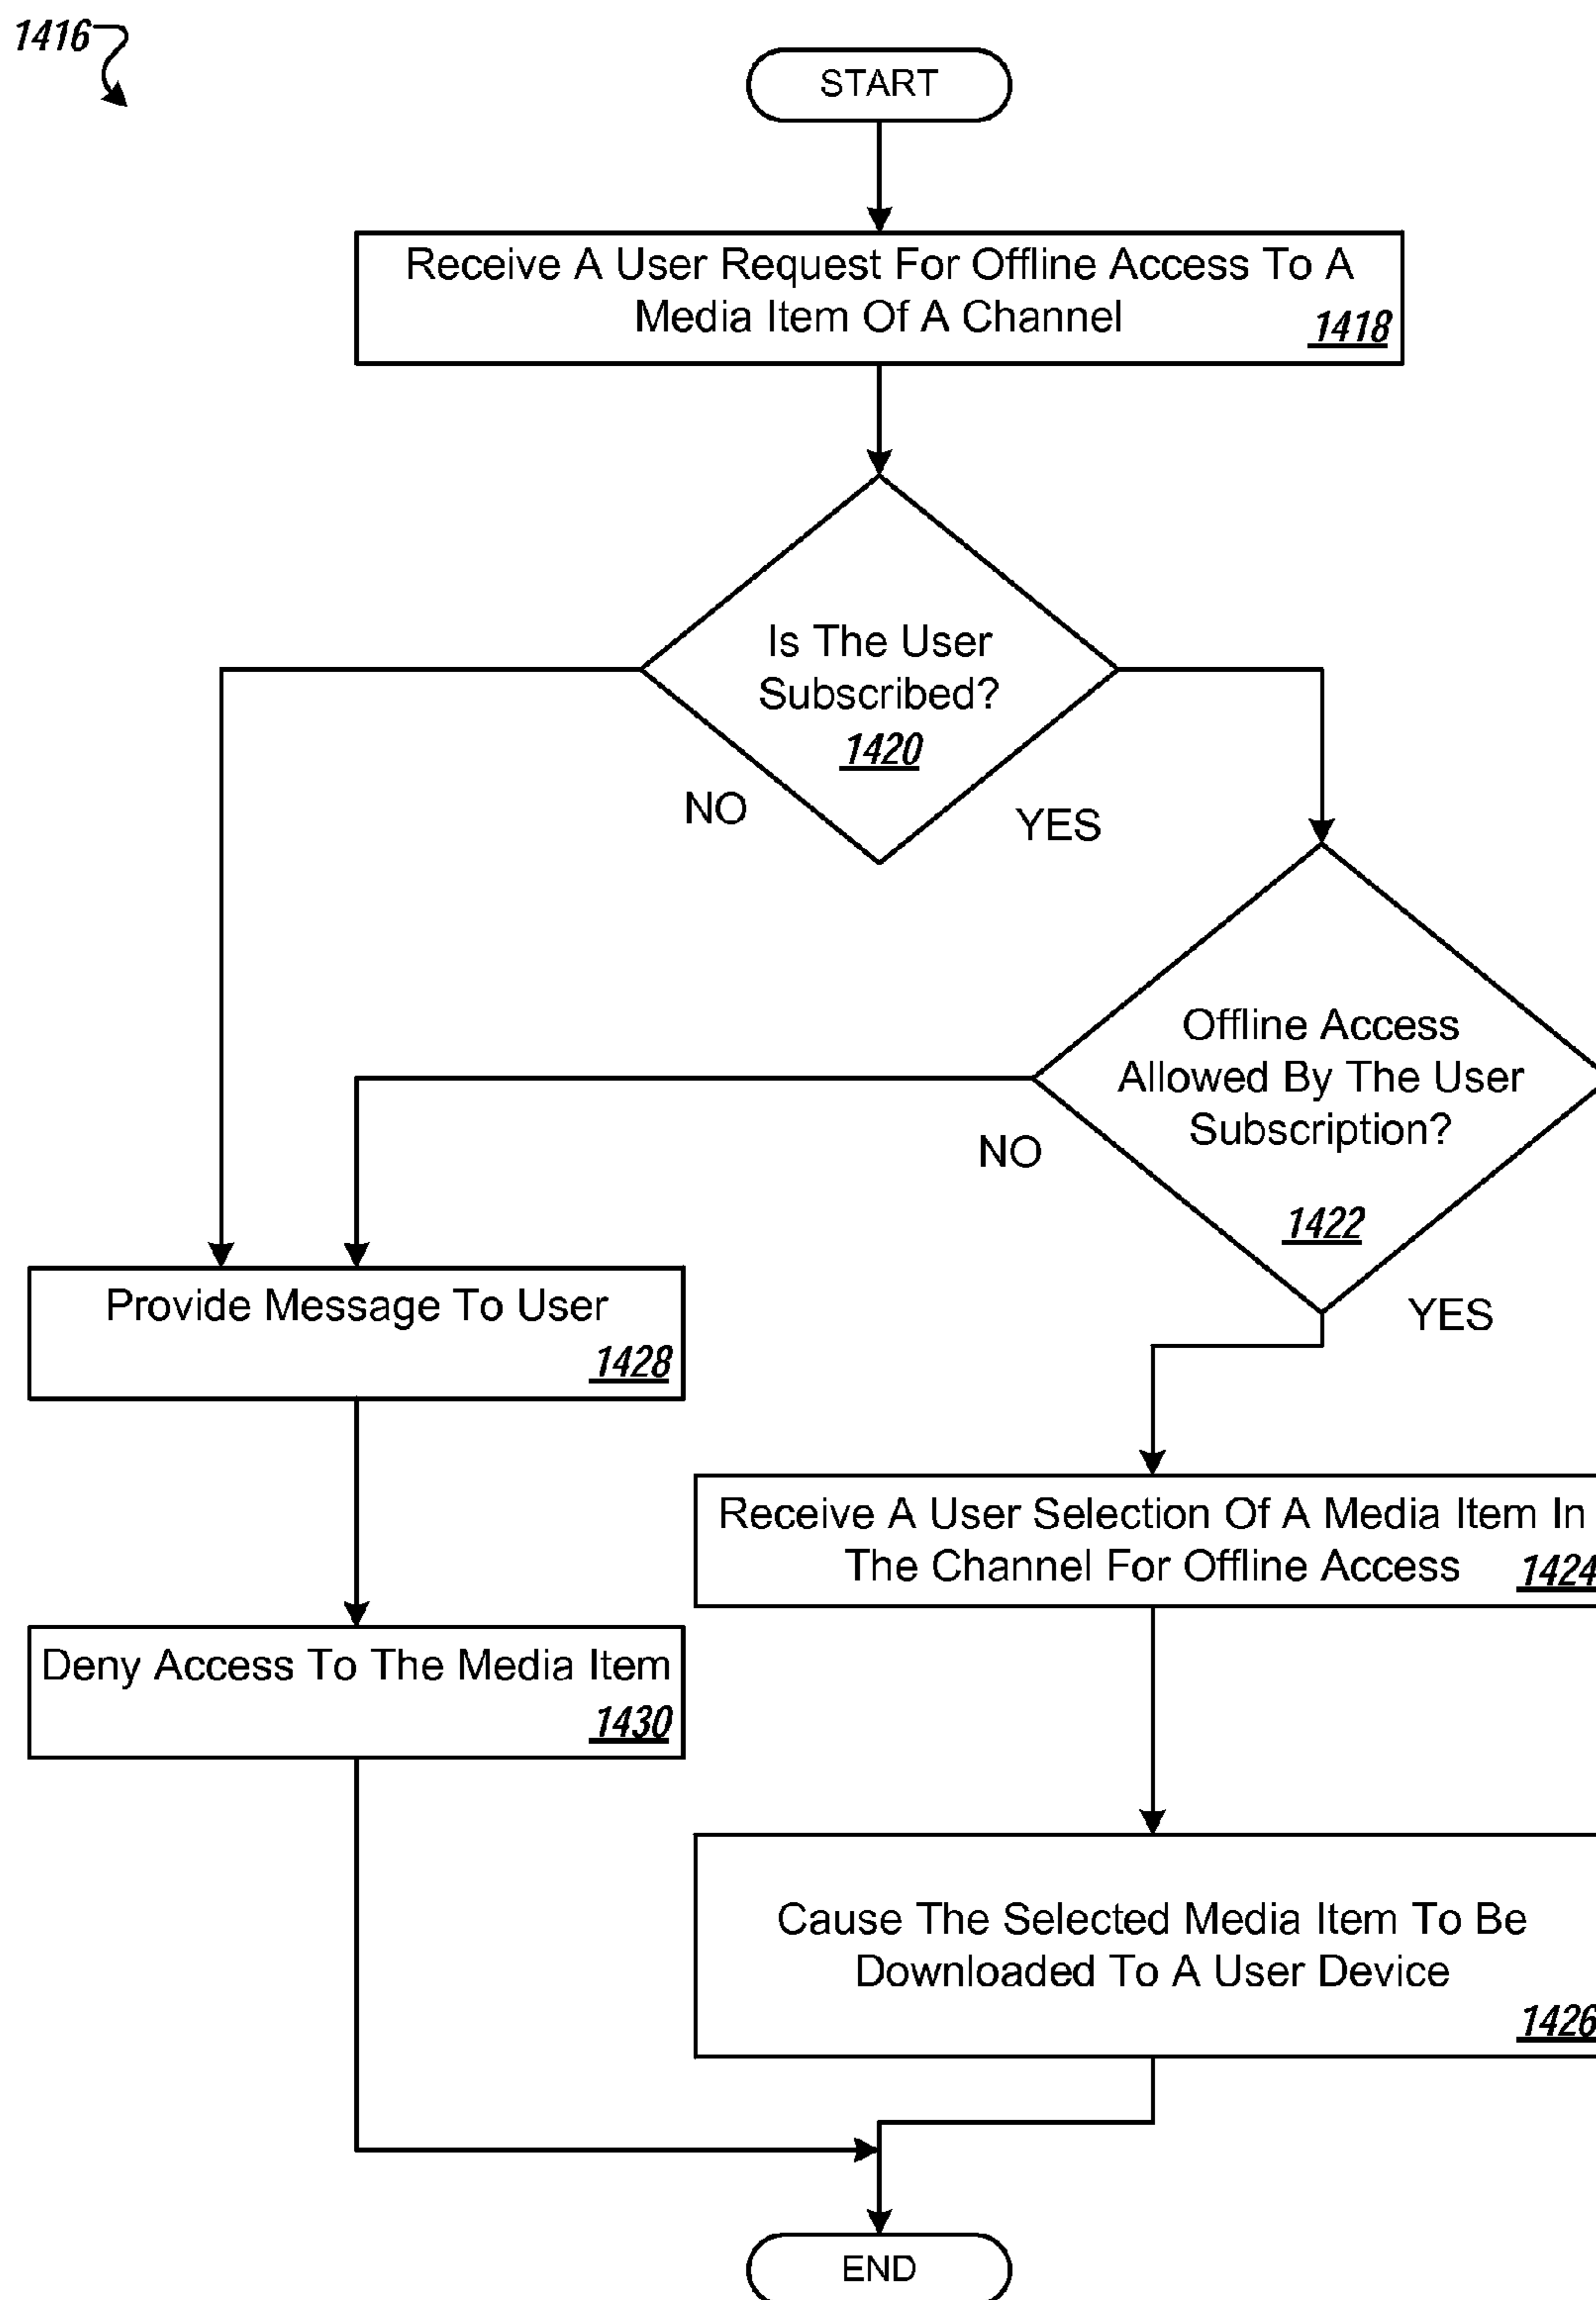 1416
START
Receive A User Request For Offline Access To A
Media Item Of A Channel
1418
Is The User
Subscribed?
1420
NO
YES
Offline Access
Allowed By The User
Subscription?
NO
1422
YES
Provide Message To User
1428
Receive A User Selection Of A Media Item In
The Channel For Offline Access
1424
Deny Access To The Media Item
1430
Cause The Selected Media Item To Be
Downloaded To A User Device
1426
END